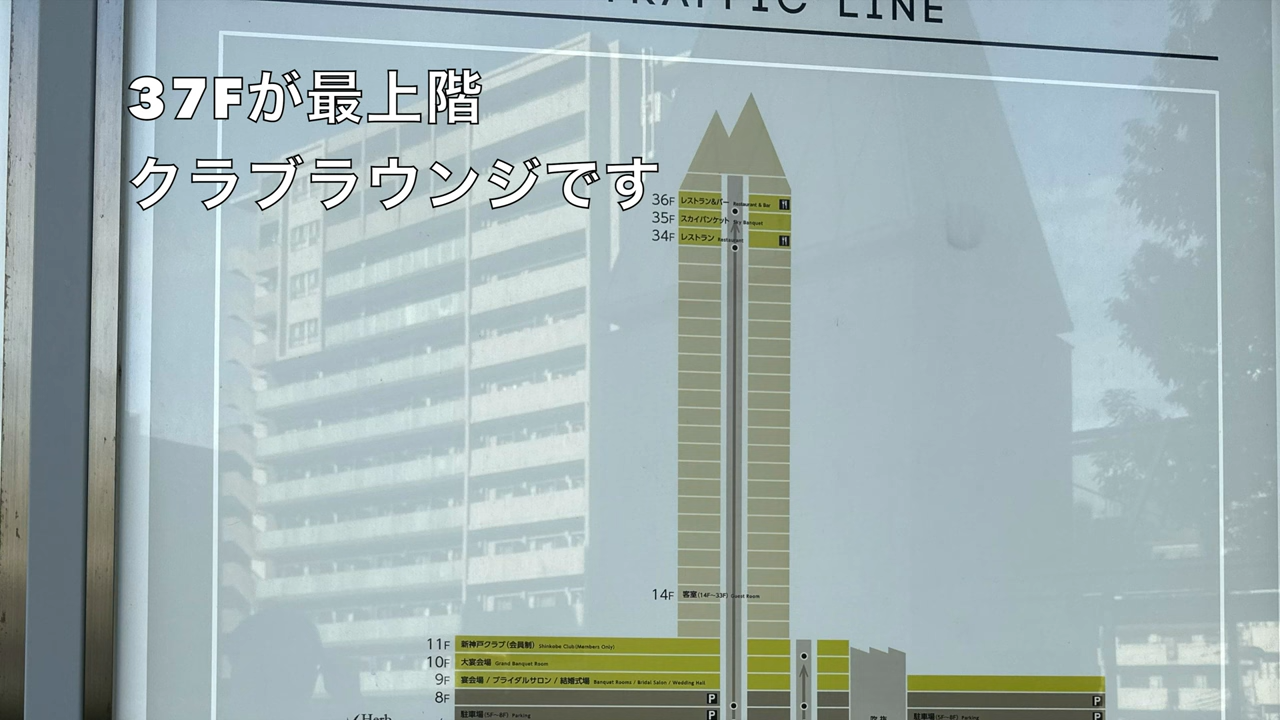 TRAFFIC LINE
37Fが最上階
クラブラウンジです
36F レストラン&バー Restaurant & Bar
35F スカイバンケット Sky Banquet
34F レストラン Restaurant
14F 客室(14F〜33F) Guest Room
11F 新神戸クラブ(会員制) Shinkobe Club(Members Only)
10F 大宴会場 Grand Banquet Room
9F 宴会場 / ブライダルサロン / 結婚式場 Banquet Rooms / Bridal Salon / Wedding Hall
8F P P
駐車場(5F〜8F) Parking P 駐車場(5F〜8F) Parking
Herb